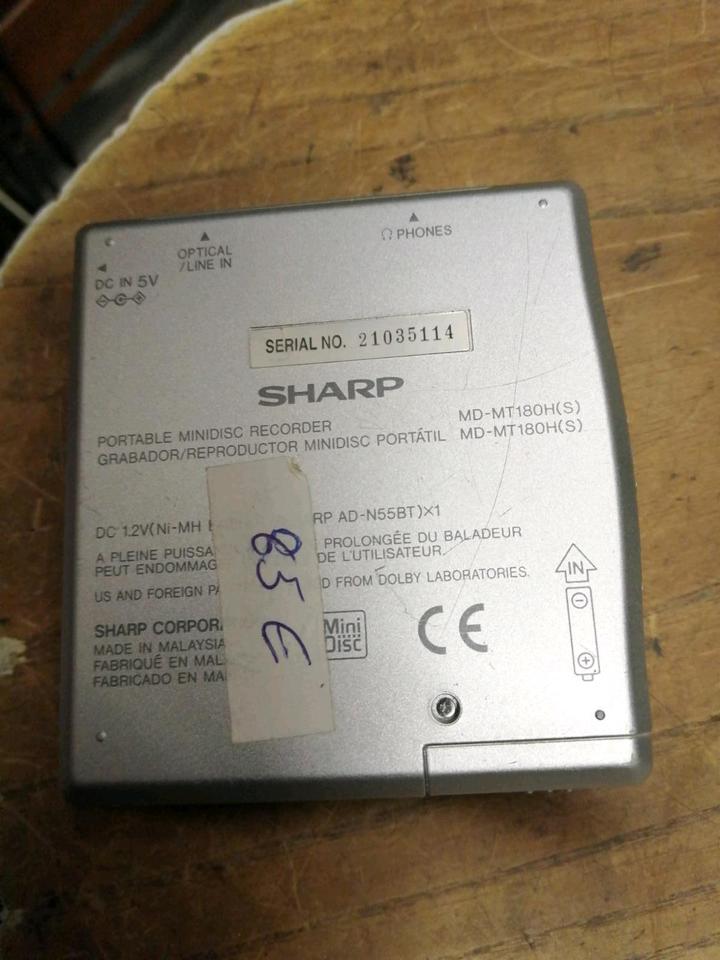 OPTICAL
/LINE IN
PHONES
DC IN 5V
SERIAL NO. 21035114
SHARP
PORTABLE MINIDISC RECORDER MD-MT180H(S)
GRABADOR/REPRODUCTOR MINIDISC PORTÁTIL MD-MT180H(S)
DC 1.2V(Ni-MH RP AD-N55BT)×1
A PLEINE PUISSA PROLONGÉE DU BALADEUR
PEUT ENDOMMAG DE L'UTILISATEUR.
US AND FOREIGN PA D FROM DOLBY LABORATORIES.
SHARP CORPORA
MADE IN MALAYSIA
FABRIQUÉ EN MAL
FABRICADO EN MA
Mini
Disc
CE
IN
85 €